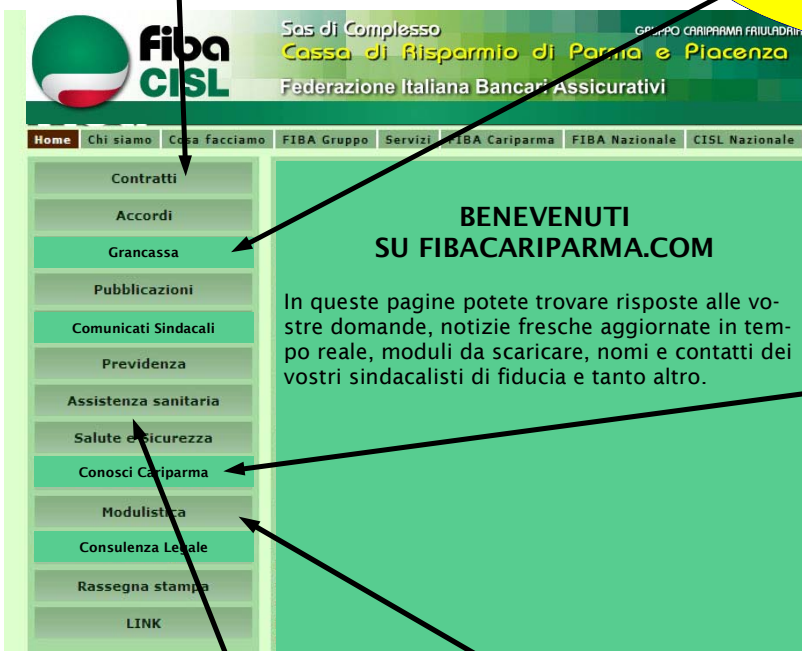 fiba
CISL
Sas di Complesso
GRUPPO CARIPARMA FRIULADRIA
Cassa di Risparmio di Parma e Piacenza
Federazione Italiana Bancari Assicurativi
Home Chi siamo Cosa facciamo FIBA Gruppo Servizi FIBA Cariparma FIBA Nazionale CISL Nazionale
Contratti
Accordi
Grancassa
Pubblicazioni
Comunicati Sindacali
Previdenza
Assistenza sanitaria
Salute e Sicurezza
Conosci Cariparma
Modulistica
Consulenza Legale
Rassegna stampa
LINK
BENEVENUTI
SU FIBACARIPARMA.COM
In queste pagine potete trovare risposte alle vo-
stre domande, notizie fresche aggiornate in tem-
po reale, moduli da scaricare, nomi e contatti dei
vostri sindacalisti di fiducia e tanto altro.